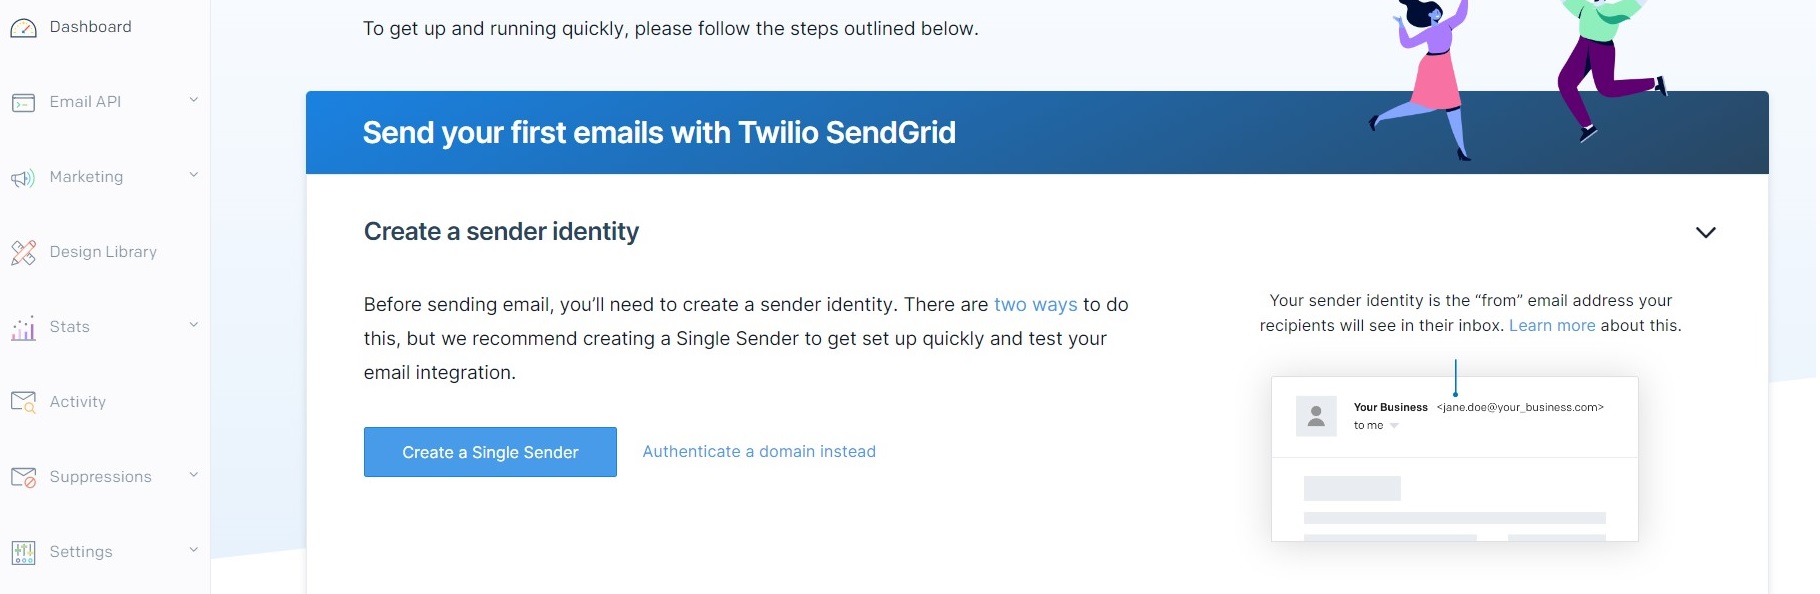 Dashboard
Email API
Marketing
Design Library
Stats
Activity
Suppressions
Settings
To get up and running quickly, please follow the steps outlined below.
Send your first emails with Twilio SendGrid
Create a sender identity
Before sending email, you’ll need to create a sender identity. There are two ways to do
this, but we recommend creating a Single Sender to get set up quickly and test your
email integration.
Create a Single Sender
Authenticate a domain instead
Your sender identity is the “from” email address your
recipients will see in their inbox. Learn more about this.
Your Business <jane.doe@your_business.com>
to me